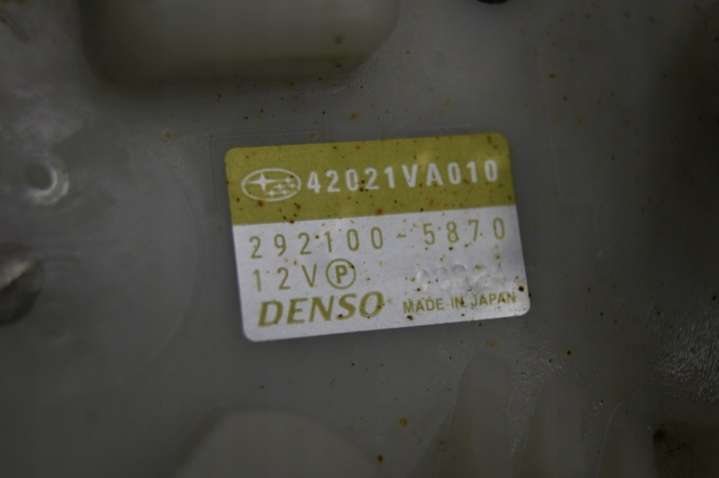 42021VA010
292100-5870
12V P
DENSO MADE IN JAPAN